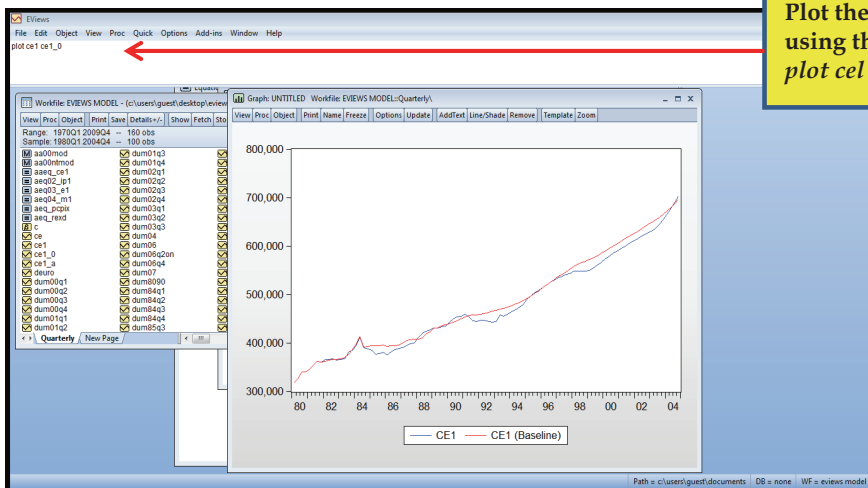 EViews
File Edit Object View Proc Quick Options Add-ins Window Help
plot ce1 ce1_0
Plot the
using th
plot cel
Workfile: EVIEWS MODEL - (c:\users\guest\desktop\eview
View Proc Object Print Save Details+/- Show Fetch Sto
Range: 1970Q1 2009Q4 -- 160 obs
Sample: 1980Q1 2004Q4 -- 100 obs
aa00mod
aa00ntmod
aaeq_ce1
aeq02_ip1
aeq03_e1
aeq04_m1
aeq_pcpix
aeq_rexd
c
ce
ce1
ce1_0
ce1_a
deuro
dum00q1
dum00q2
dum00q3
dum00q4
dum01q1
dum01q2
dum01q3
dum01q4
dum02q1
dum02q2
dum02q3
dum02q4
dum03q1
dum03q2
dum03q3
dum04
dum06
dum06q2on
dum06q4
dum07
dum8090
dum84q1
dum84q2
dum84q3
dum84q4
dum85q3
Quarterly New Page
Graph: UNTITLED Workfile: EVIEWS MODEL::Quarterly\
View Proc Object Print Name Freeze Options Update AddText Line/Shade Remove Template Zoom
800,000
700,000
600,000
500,000
400,000
300,000
80 82 84 86 88 90 92 94 96 98 00 02 04
CE1 CE1 (Baseline)
Path = c:\users\guest\documents DB = none WF = eviews model